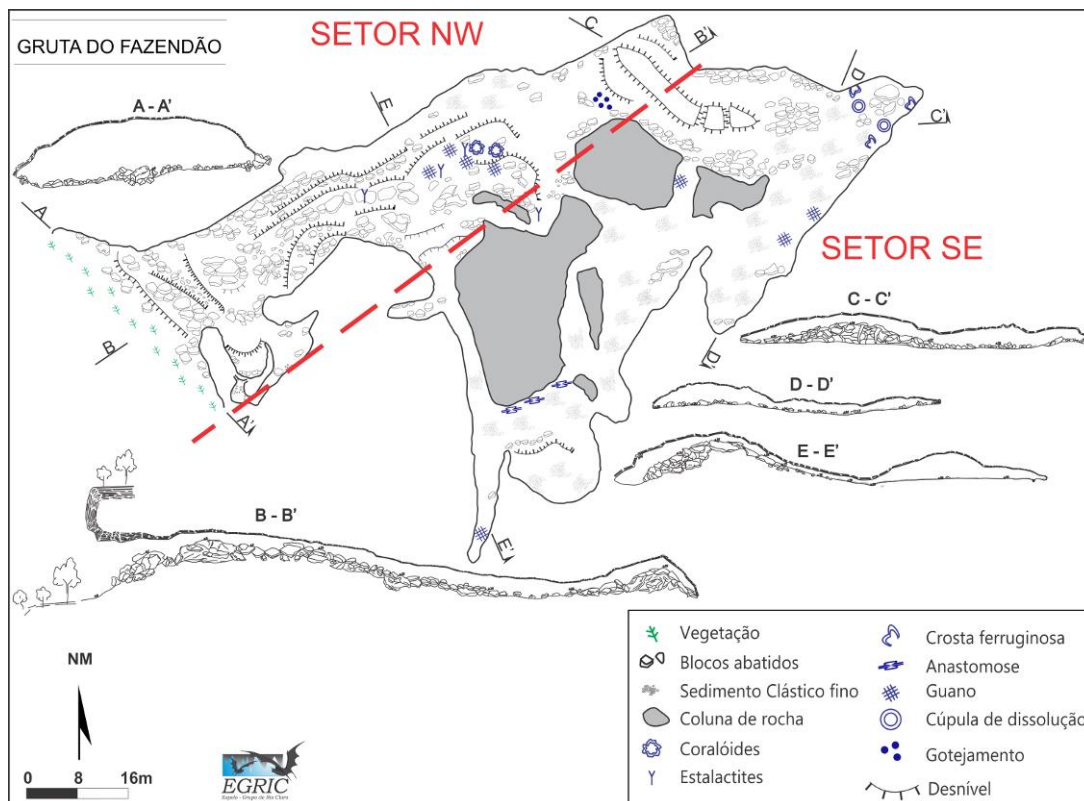 GRUTA DO FAZENDÃO
SETOR NW
C
B'
D
C'
E
A - A'
A
B
A'
SETOR SE
D'
C - C'
D - D'
E - E'
B - B'
E'
NM
0 8 16m
EGRIC
Vegetação
Blocos abatidos
Sedimento Clástico fino
Coluna de rocha
Coralóides
Estalactites
Crosta ferruginosa
Anastomose
Guano
Cúpula de dissolução
Gotejamento
Desnível